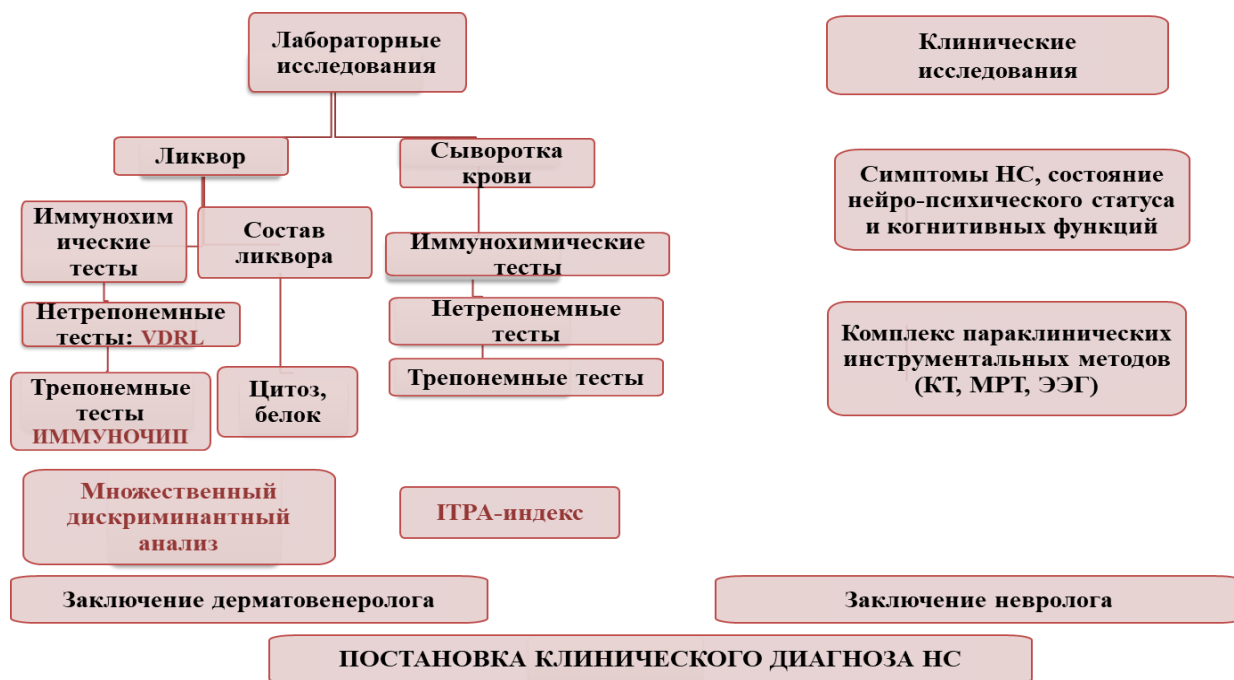 Лабораторные
исследования
Клинические
исследования
Ликвор
Сыворотка
крови
Симптомы НС, состояние
нейро-психического статуса
и когнитивных функций
Иммунохим
ические
тесты
Состав
ликвора
Иммунохимические
тесты
Нетрепонемные
тесты: VDRL
Нетрепонемные
тесты
Комплекс параклинических
инструментальных методов
(КТ, МРТ, ЭЭГ)
Трепонемные
тесты
ИММУНОЧИП
Цитоз,
белок
Трепонемные тесты
Множественный
дискриминантный
анализ
ITPA-индекс
Заключение дерматовенеролога
Заключение невролога
ПОСТАНОВКА КЛИНИЧЕСКОГО ДИАГНОЗА НС